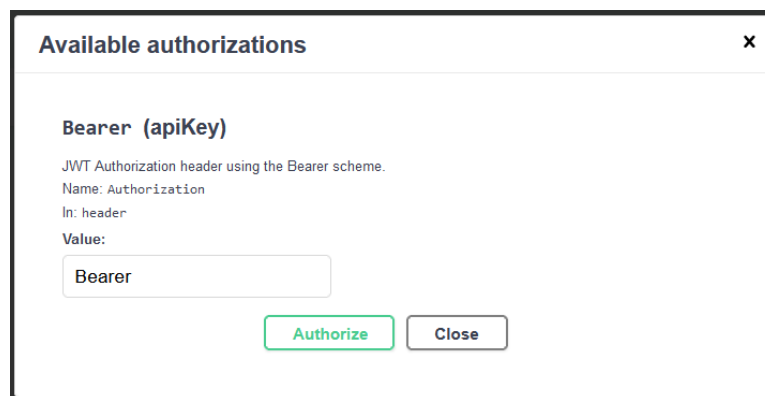 Available authorizations
Bearer (apiKey)
JWT Authorization header using the Bearer scheme.
Name: Authorization
In: header
Value:
Bearer
Authorize Close